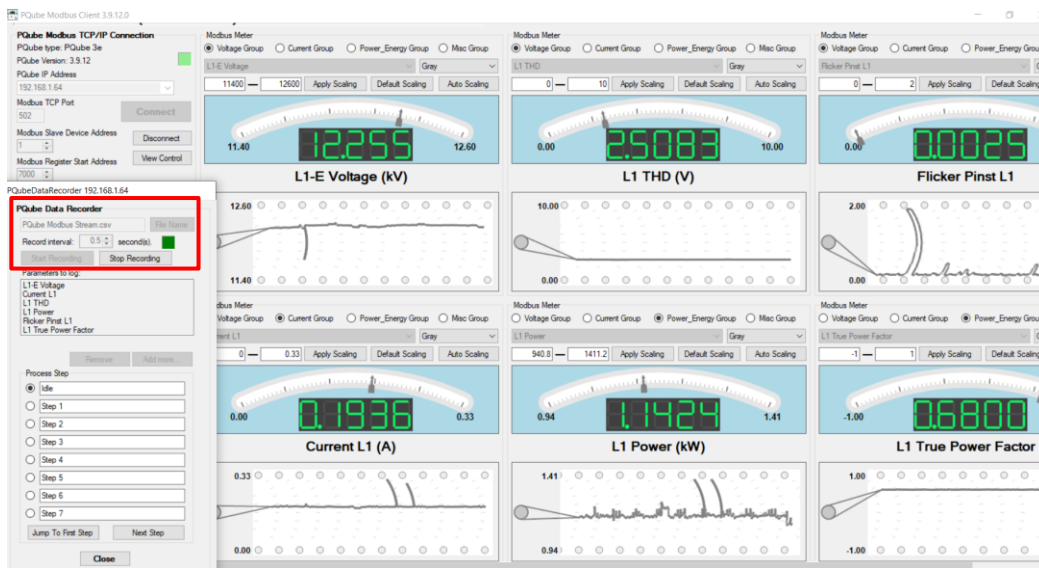 PQube Modbus Client 3.9.12.0
PQube Modbus TCP/IP Connection
PQube type: PQube 3e
PQube Version: 3.9.12
PQube IP Address
192.168.1.64
Modbus TCP Port
502
Connect
Modbus Slave Device Address
1
Disconnect
Modbus Register Start Address
7000
View Control
Modbus Meter
Voltage Group Current Group Power_Energy Group Misc Group
L1-E Voltage Gray
11400 — 12600 Apply Scaling Default Scaling Auto Scaling
11.40 12.255 12.60
L1-E Voltage (kV)
12.60
11.40
Modbus Meter
Voltage Group Current Group Power_Energy Group Misc Group
L1 THD Gray
0 — 10 Apply Scaling Default Scaling Auto Scaling
0.00 2.5083 10.00
L1 THD (V)
10.00
0.00
Modbus Meter
Voltage Group Current Group Power_Energy Grou
Flicker Pinst L1
0 — 2 Apply Scaling Default Scaling
0.00 0.0025
Flicker Pinst L1
2.00
0.00
PQubeDataRecorder 192.168.1.64
PQube Data Recorder
PQube Modbus Stream.csv File Name
Record interval: 0.5 second(s).
Start Recording Stop Recording
Parameters to log:
L1-E Voltage
Current L1
L1 THD
L1 Power
Flicker Pinst L1
L1 True Power Factor
Remove Add more...
Process Step
Idle
Step 1
Step 2
Step 3
Step 4
Step 5
Step 6
Step 7
Jump To First Step Next Step
Close
dbus Meter
Voltage Group Current Group Power_Energy Group Misc Group
rrent L1 Gray
0 — 0.33 Apply Scaling Default Scaling Auto Scaling
0.00 0.1936 0.33
Current L1 (A)
0.33
0.00
Modbus Meter
Voltage Group Current Group Power_Energy Group Misc Group
L1 Power Gray
940.8 — 1411.2 Apply Scaling Default Scaling Auto Scaling
0.94 1.1424 1.41
L1 Power (kW)
1.41
0.94
Modbus Meter
Voltage Group Current Group Power_Energy Grou
L1 True Power Factor
-1 — 1 Apply Scaling Default Scaling
-1.00 0.6800
L1 True Power Factor
1.00
-1.00